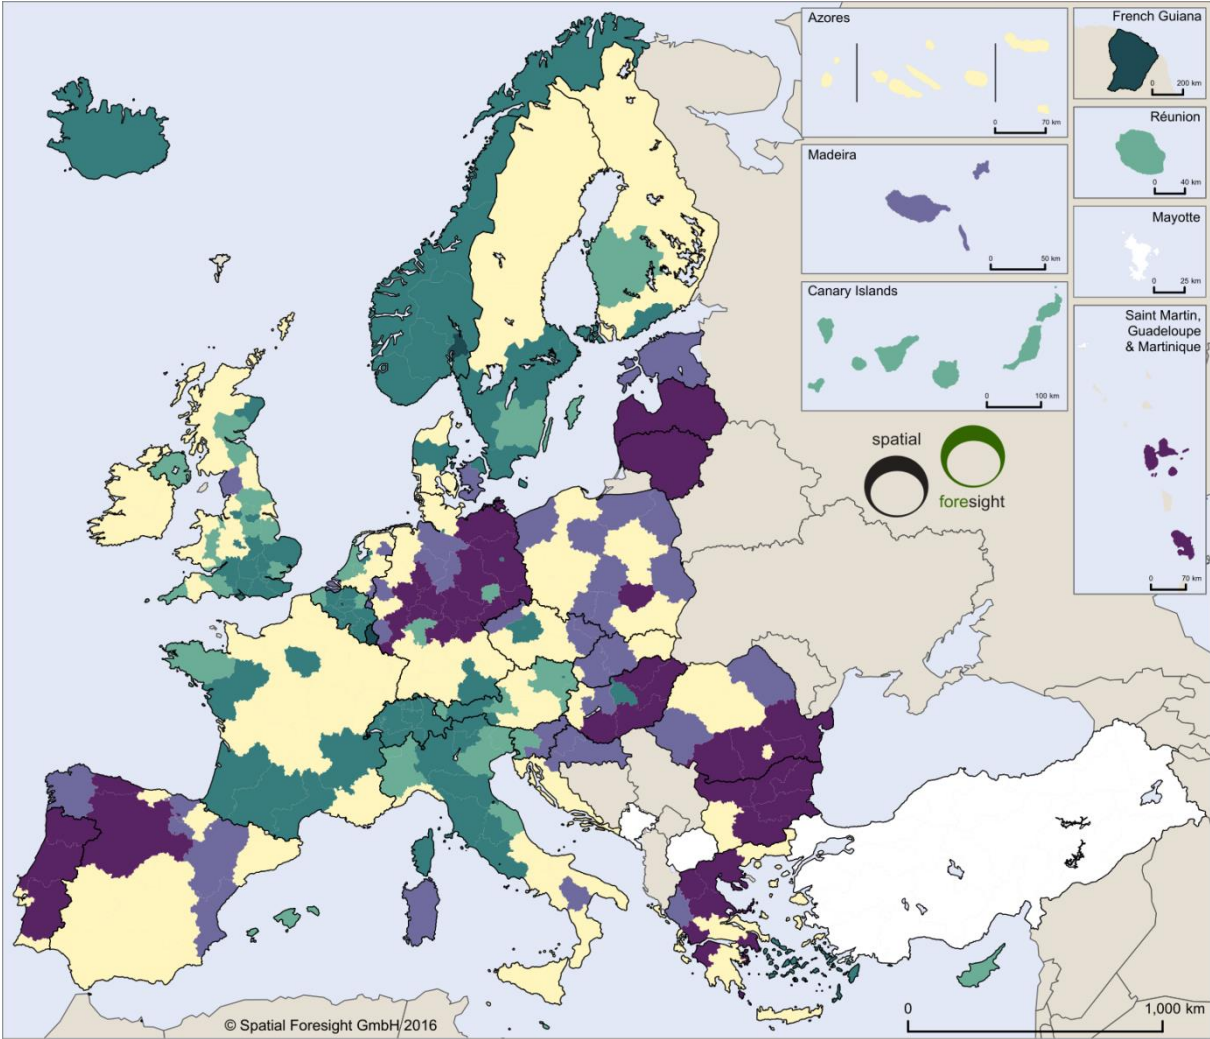 Azores
0 70 km
French Guiana
0 200 km
Réunion
0 40 km
Madeira
0 50 km
Mayotte
0 25 km
Canary Islands
0 100 km
Saint Martin,
Guadeloupe
& Martinique
0 70 km
spatial
foresight
0 1,000 km
© Spatial Foresight GmbH 2016